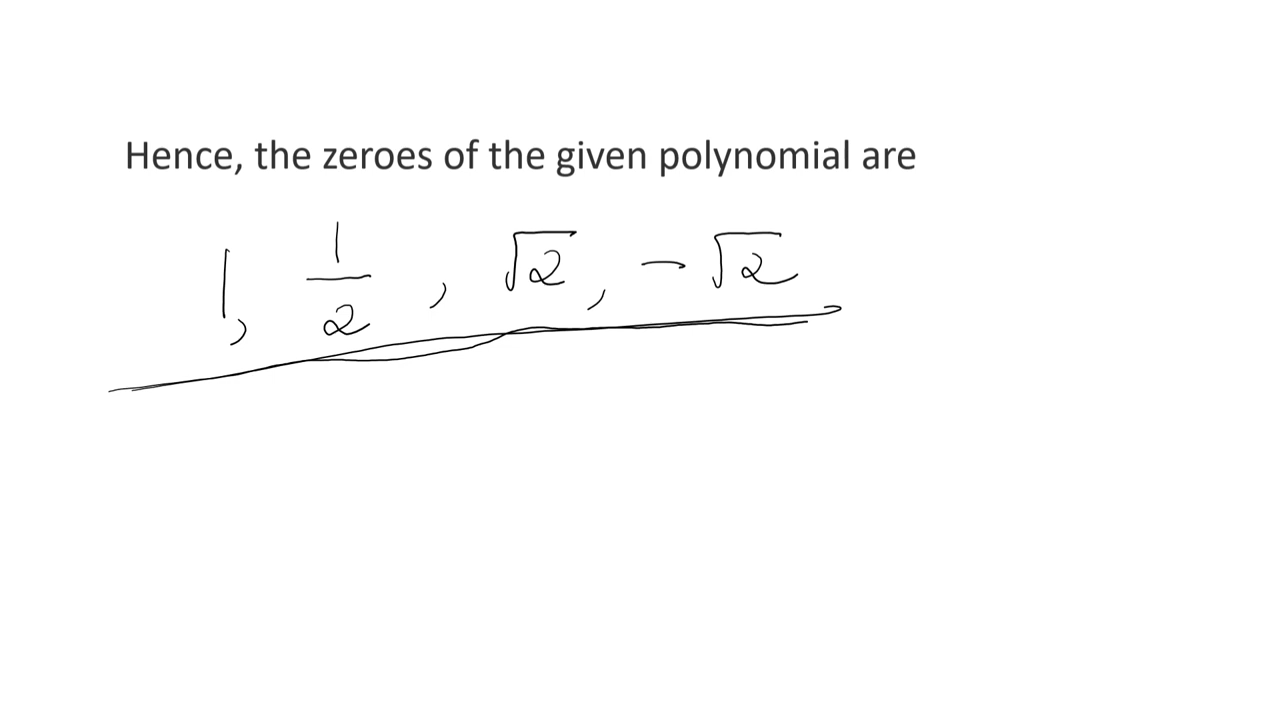 Hence, the zeroes of the given polynomial are
1, 1/2, √2, -√2